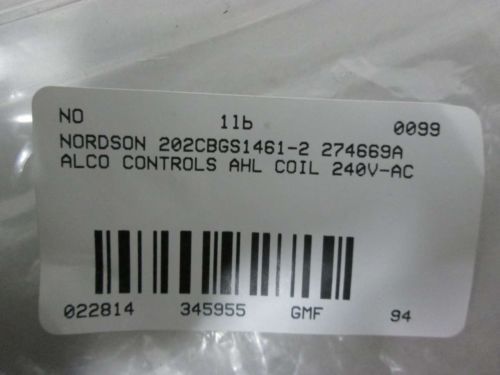 NO 1lb 0099
NORDSON 202CBGS1461-2 274669A
ALCO CONTROLS AHL COIL 240V-AC
022814 345955 GMF 94